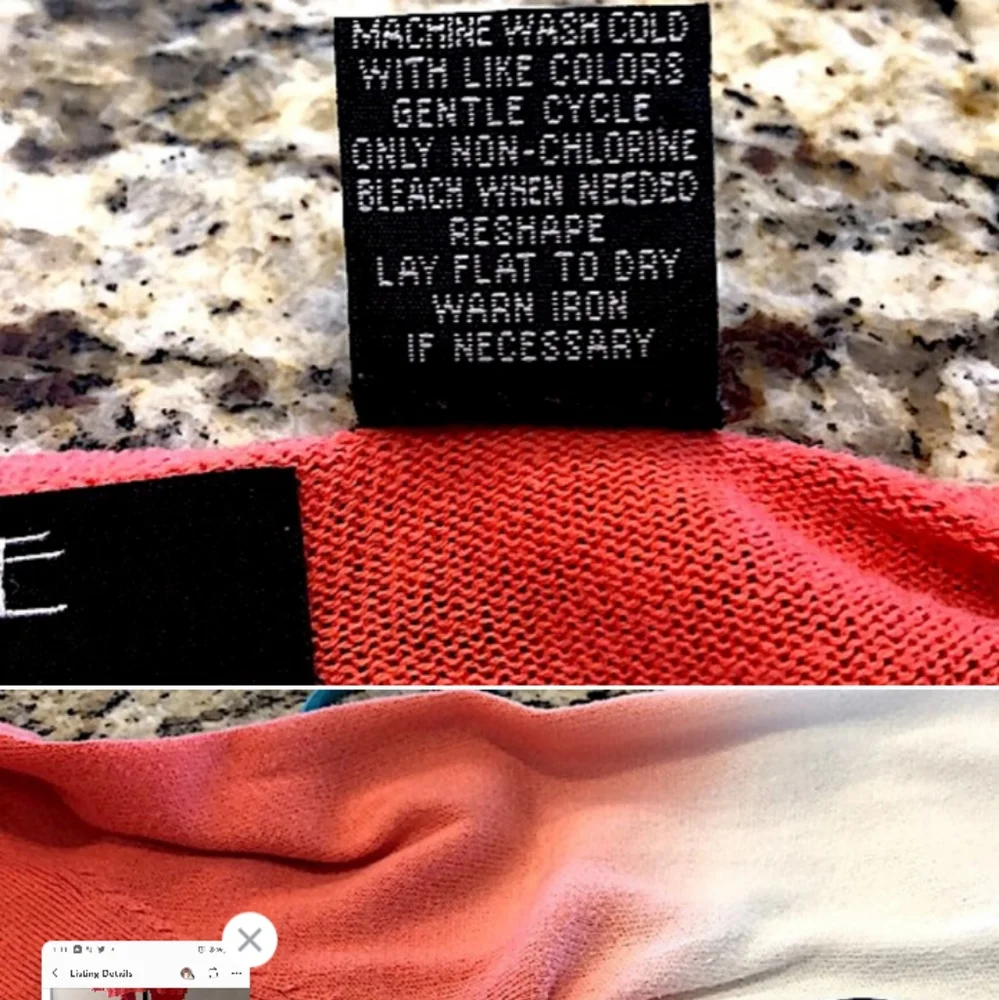 MACHINE WASH COLD
WITH LIKE COLORS
GENTLE CYCLE
ONLY NON-CHLORINE
BLEACH WHEN NEEDED
RESHAPE
LAY FLAT TO DRY
WARN IRON
IF NECESSARY
E
Listing Details